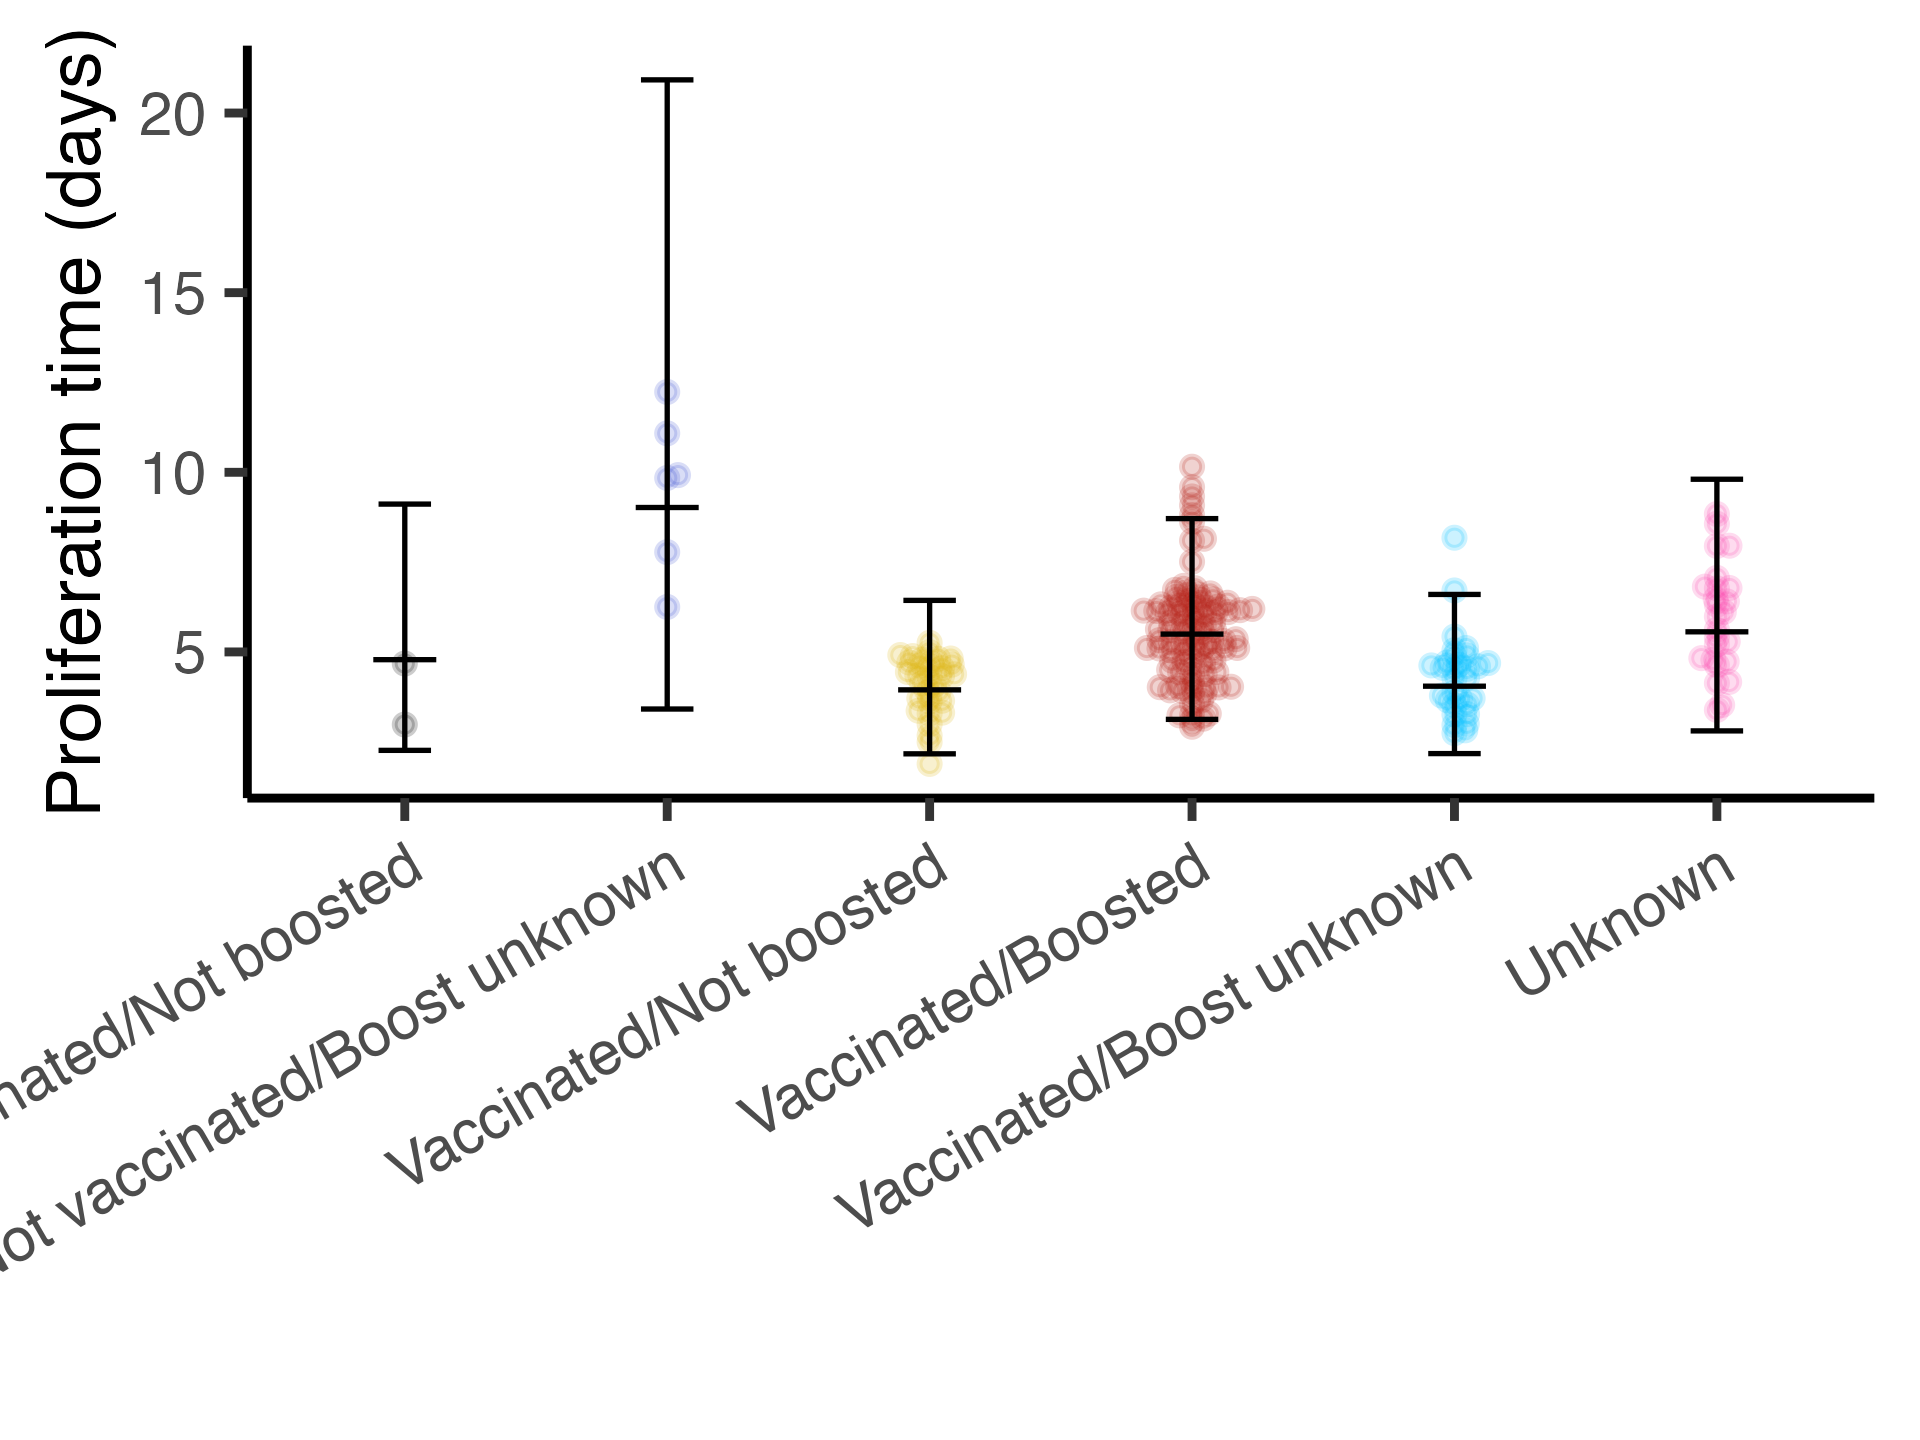 Proliferation time (days)
20
15
10
5
nated/Not boosted
ot vaccinated/Boost unknown
Vaccinated/Not boosted
Vaccinated/Boosted
Vaccinated/Boost unknown
Unknown